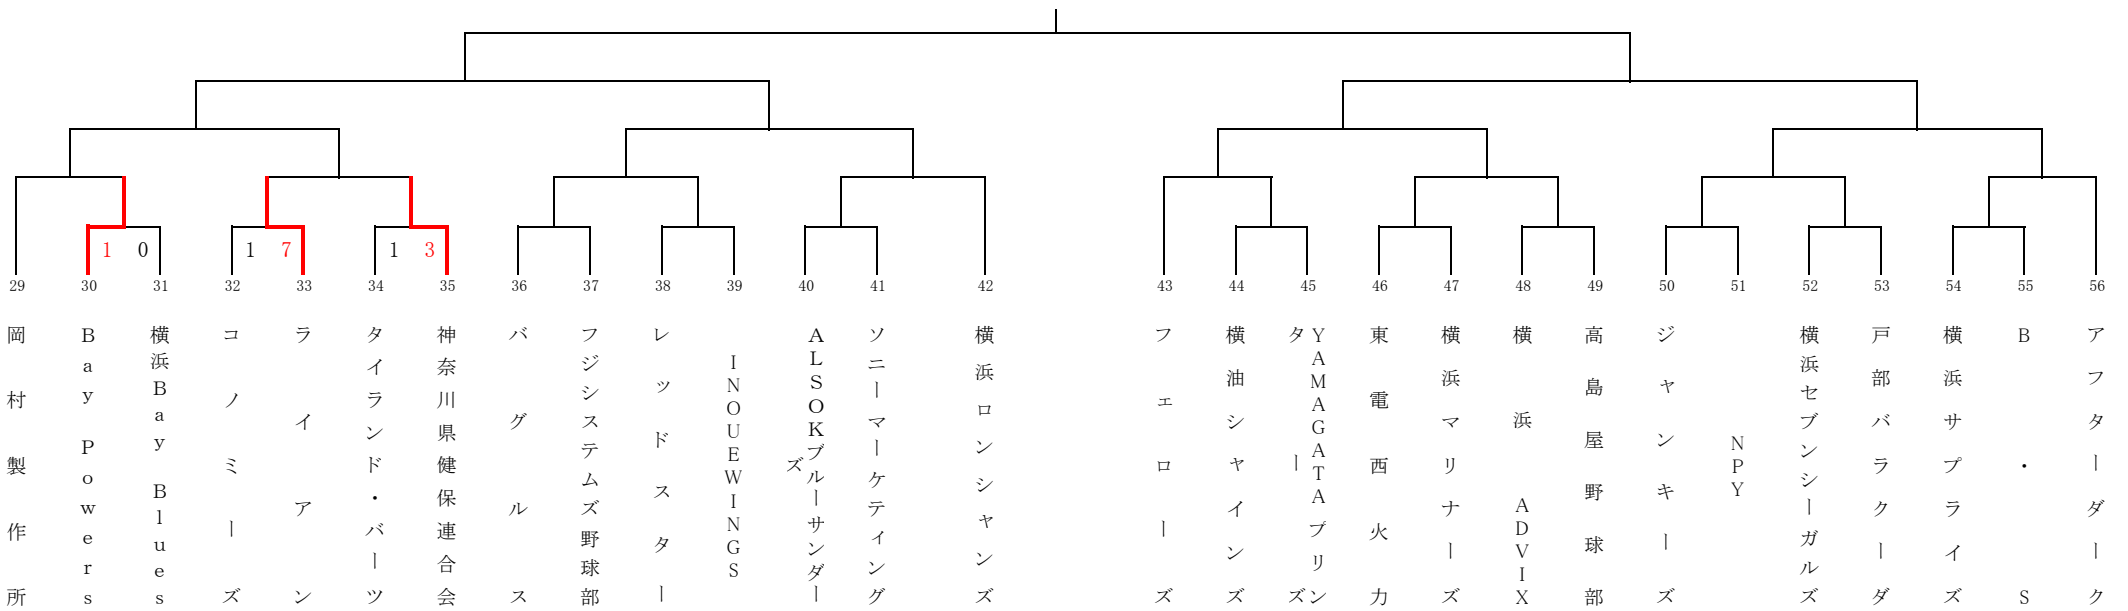 1 0 1 7 1 3
29 30 31 32 33 34 35 36 37 38 39 40 41 42 43 44 45 46 47 48 49 50 51 52 53 54 55 56
岡村製作所
Bay Powers
横浜Bay Blues
コノミーズ
ライアン
タイランド・バーツ
神奈川県健保連合会
バグルス
フジシステムズ野球部
レッドスター
INOUEWINGS
ALSOKブルーサンダー
ズ
ソニーマーケティング
横浜ロンシャンズ
フェローズ
横油シャインズ
YAMAGATAプリン
ターズ
東電西火力
横浜マリナーズ
横浜ADVIX
高島屋野球部
ジャンキーズ
NPY
横浜セブンシーガルズ
戸部バラクーダ
横浜サプライズ
B・S
アフターダーク